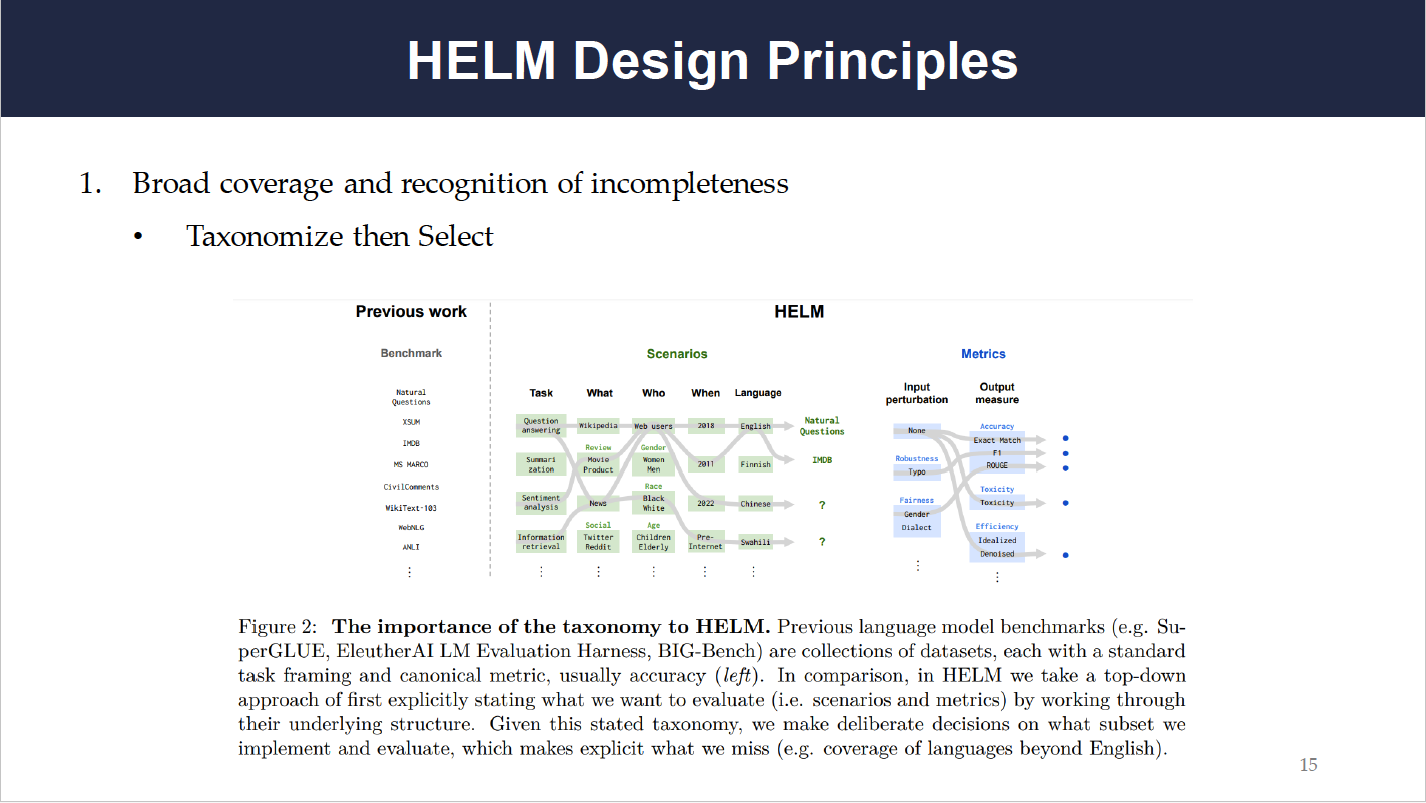 HELM Design Principles
1. Broad coverage and recognition of incompleteness
• Taxonomize then Select
Previous work
HELM
Benchmark
Scenarios
Metrics
Natural
Questions
XSUM
IMDB
MS MARCO
CivilComments
WikiText-103
WebNLG
ANLI
⋮
Task What Who When Language
Question
answering
Wikipedia
Web users
2018
English
Natural
Questions
Review
Gender
Summari
zation
Movie
Product
Women
Men
2011
Finnish
IMDB
Race
Sentiment
analysis
News
Black
White
2022
Chinese
?
Social
Age
Information
retrieval
Twitter
Reddit
Children
Elderly
Pre-
Internet
Swahili
?
⋮ ⋮ ⋮ ⋮ ⋮
Input
perturbation
Output
measure
None
Robustness
Typo
Fairness
Gender
Dialect
⋮
Accuracy
Exact Match
F1
ROUGE
Toxicity
Toxicity
Efficiency
Idealized
Denoised
⋮
Figure 2: The importance of the taxonomy to HELM. Previous language model benchmarks (e.g. Su-
perGLUE, EleutherAI LM Evaluation Harness, BIG-Bench) are collections of datasets, each with a standard
task framing and canonical metric, usually accuracy (left). In comparison, in HELM we take a top-down
approach of first explicitly stating what we want to evaluate (i.e. scenarios and metrics) by working through
their underlying structure. Given this stated taxonomy, we make deliberate decisions on what subset we
implement and evaluate, which makes explicit what we miss (e.g. coverage of languages beyond English).
15